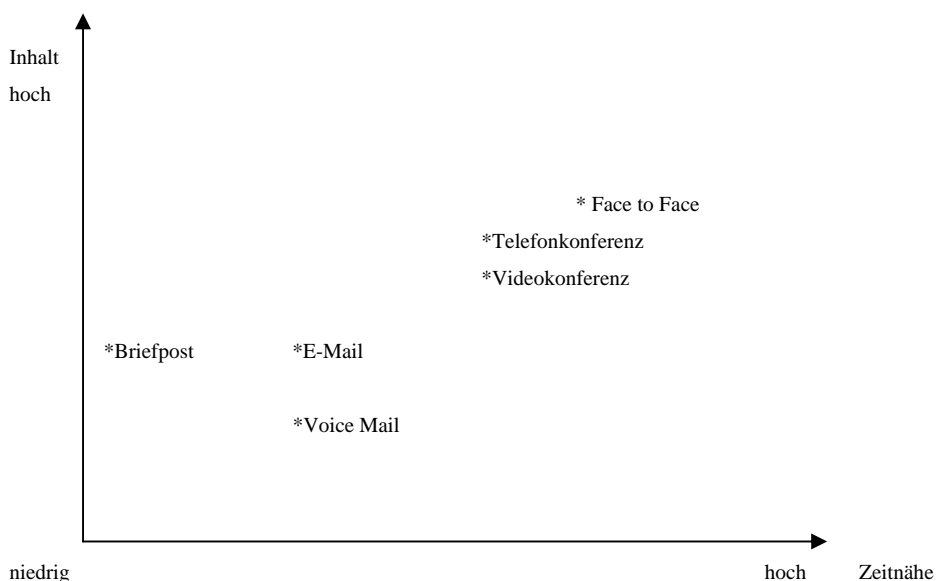 Inhalt
hoch
* Face to Face
*Telefonkonferenz
*Videokonferenz
*Briefpost *E-Mail
*Voice Mail
niedrig hoch Zeitnähe